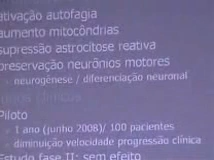 ativação autofagia
aumento mitocôndrias
supressão astrocitose reativa
preservação neurônios motores
neurogênese / diferenciação neuronal
Piloto
1 ano (junho 2008)/ 100 pacientes
diminuição velocidade progressão clínica
Estudo fase II: sem efeito